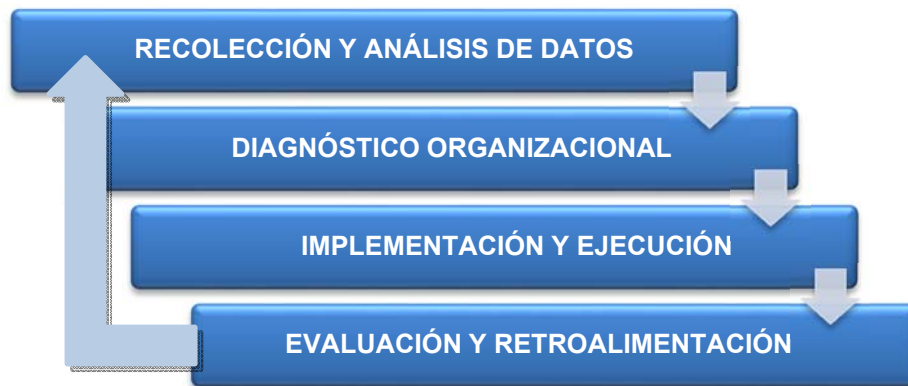 RECOLECCIÓN Y ANÁLISIS DE DATOS
DIAGNÓSTICO ORGANIZACIONAL
IMPLEMENTACIÓN Y EJECUCIÓN
EVALUACIÓN Y RETROALIMENTACIÓN